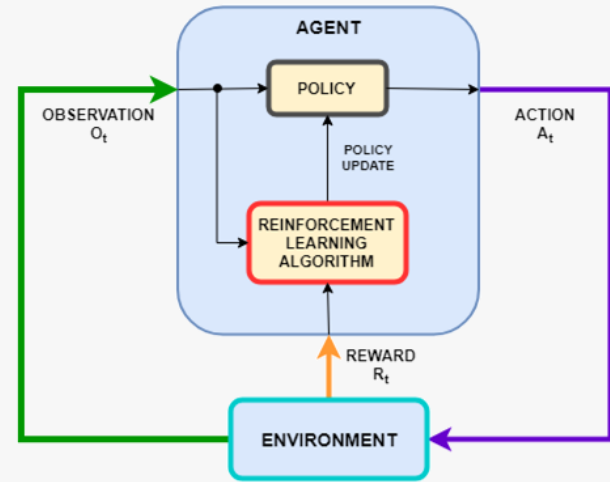 AGENT
POLICY
OBSERVATION
Oₜ
ACTION
Aₜ
POLICY
UPDATE
REINFORCEMENT
LEARNING
ALGORITHM
REWARD
Rₜ
ENVIRONMENT